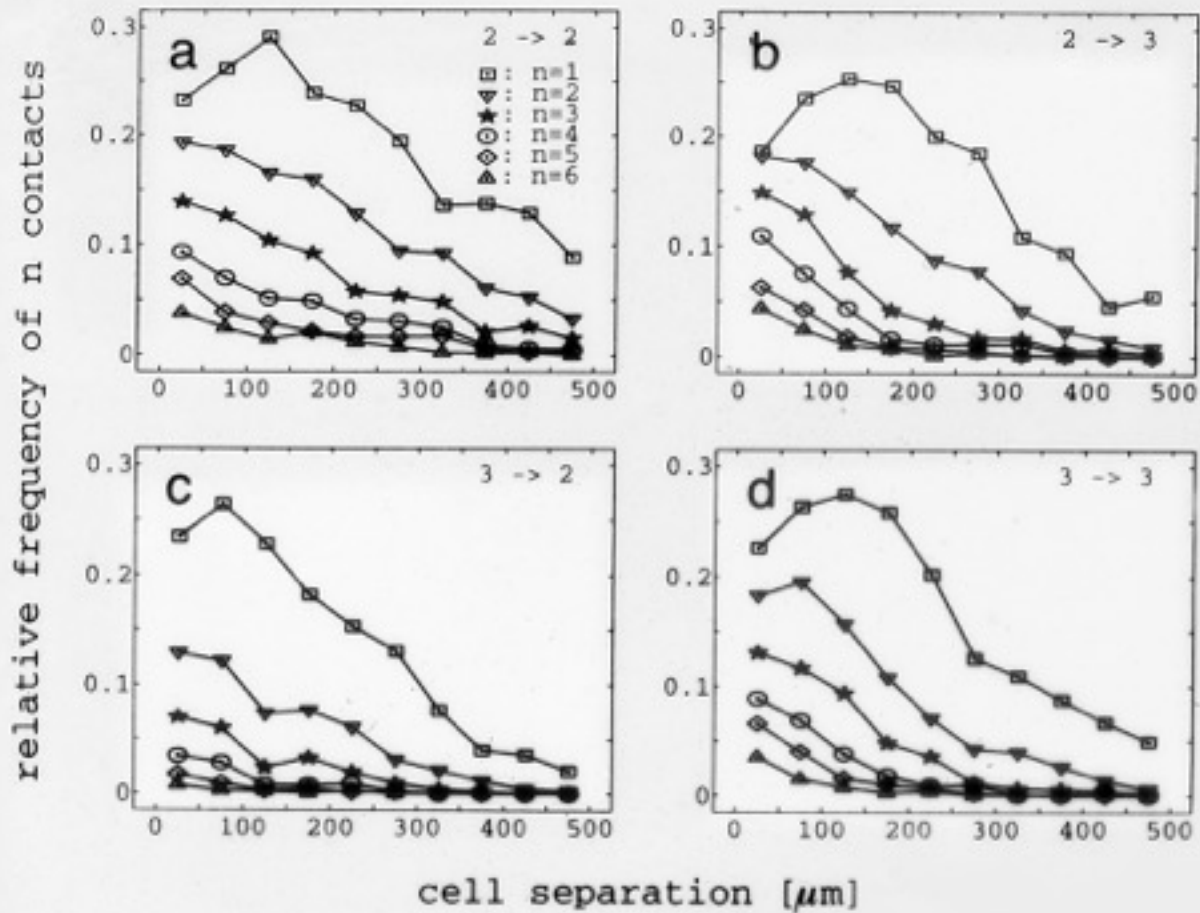 relative frequency of n contacts
a
2 -> 2
: n=1
: n=2
: n=3
: n=4
: n=5
: n=6
0.3
0.2
0.1
0
0 100 200 300 400 500
b
2 -> 3
0.3
0.2
0.1
0
0 100 200 300 400 500
c
3 -> 2
0.3
0.2
0.1
0
0 100 200 300 400 500
d
3 -> 3
0.3
0.2
0.1
0
0 100 200 300 400 500
cell separation [μm]